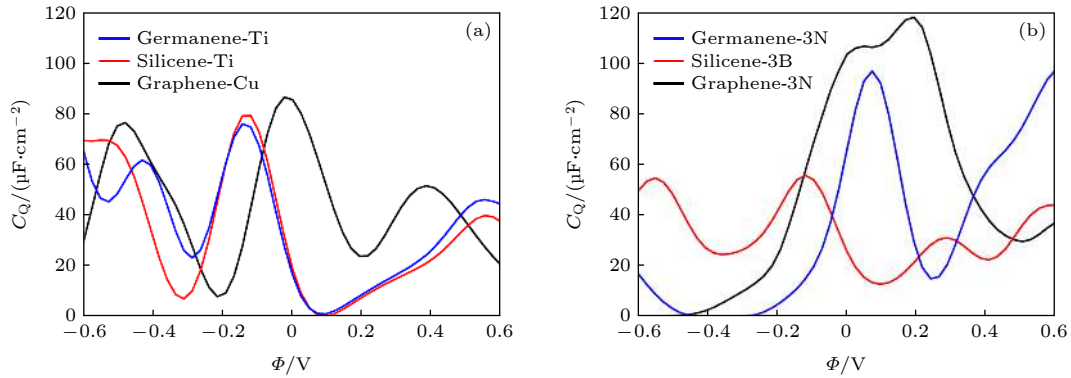 120
100
80
60
40
20
0
C_Q/(μF·cm⁻²)
(a)
Germanene-Ti
Silicene-Ti
Graphene-Cu
−0.6 −0.4 −0.2 0 0.2 0.4 0.6
Φ/V
120
100
80
60
40
20
0
C_Q/(μF·cm⁻²)
(b)
Germanene-3N
Silicene-3B
Graphene-3N
−0.6 −0.4 −0.2 0 0.2 0.4 0.6
Φ/V